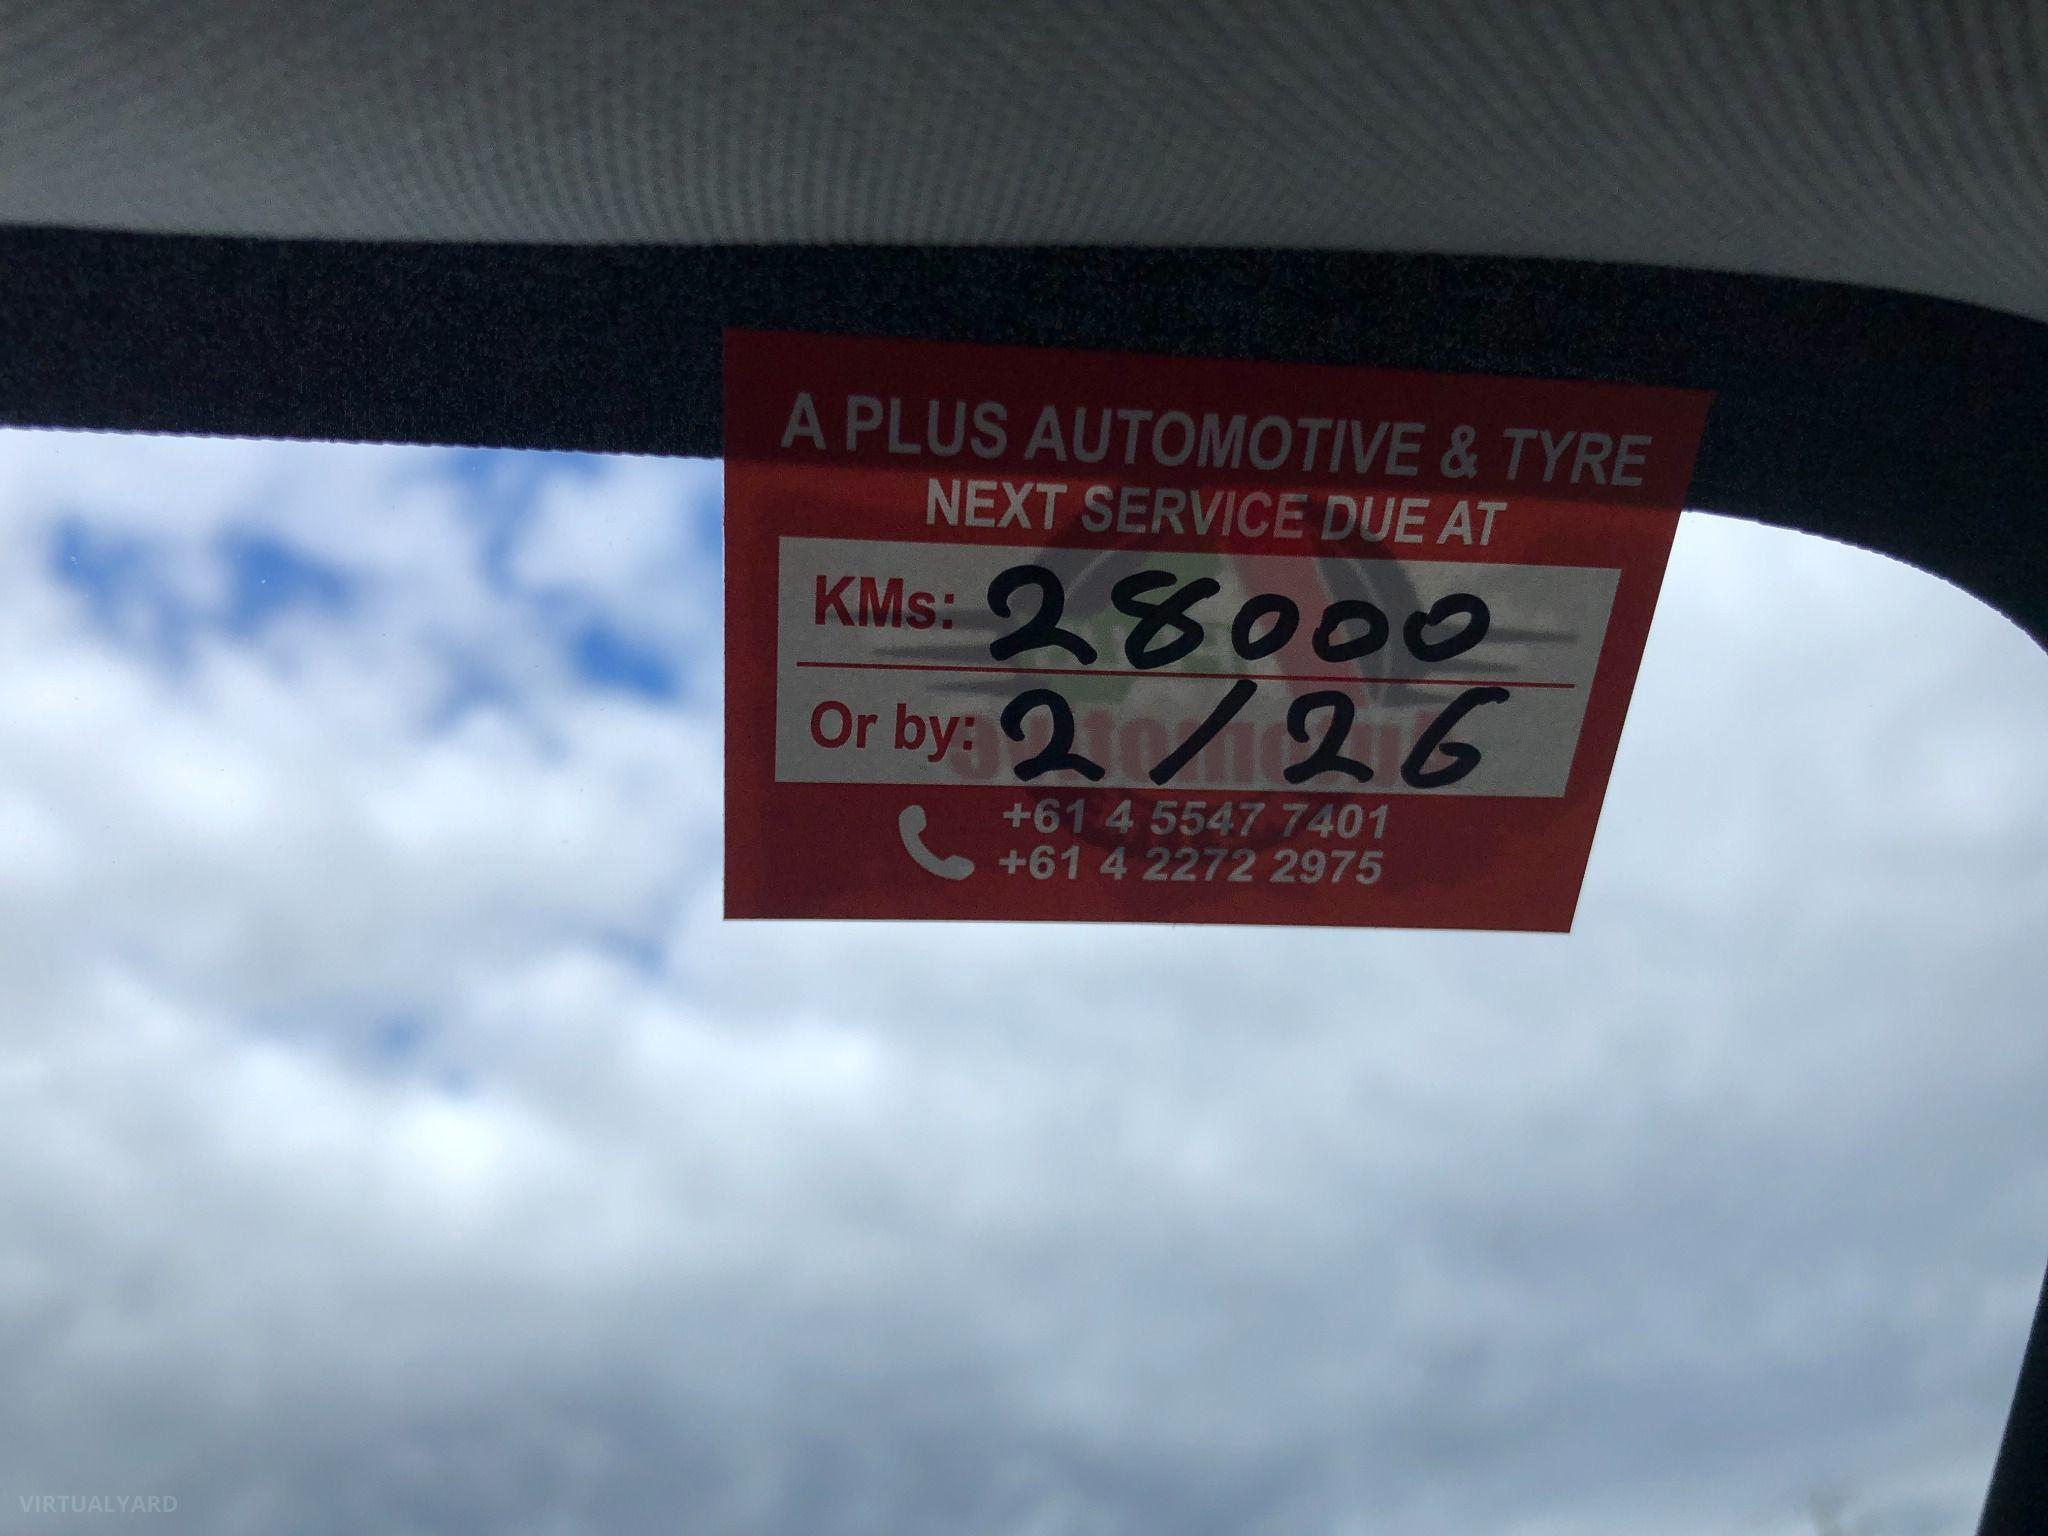 A PLUS AUTOMOTIVE & TYRE
NEXT SERVICE DUE AT
KMs: 28000
Or by: 2/26
+61 4 5547 7401
+61 4 2272 2975
VIRTUALYARD